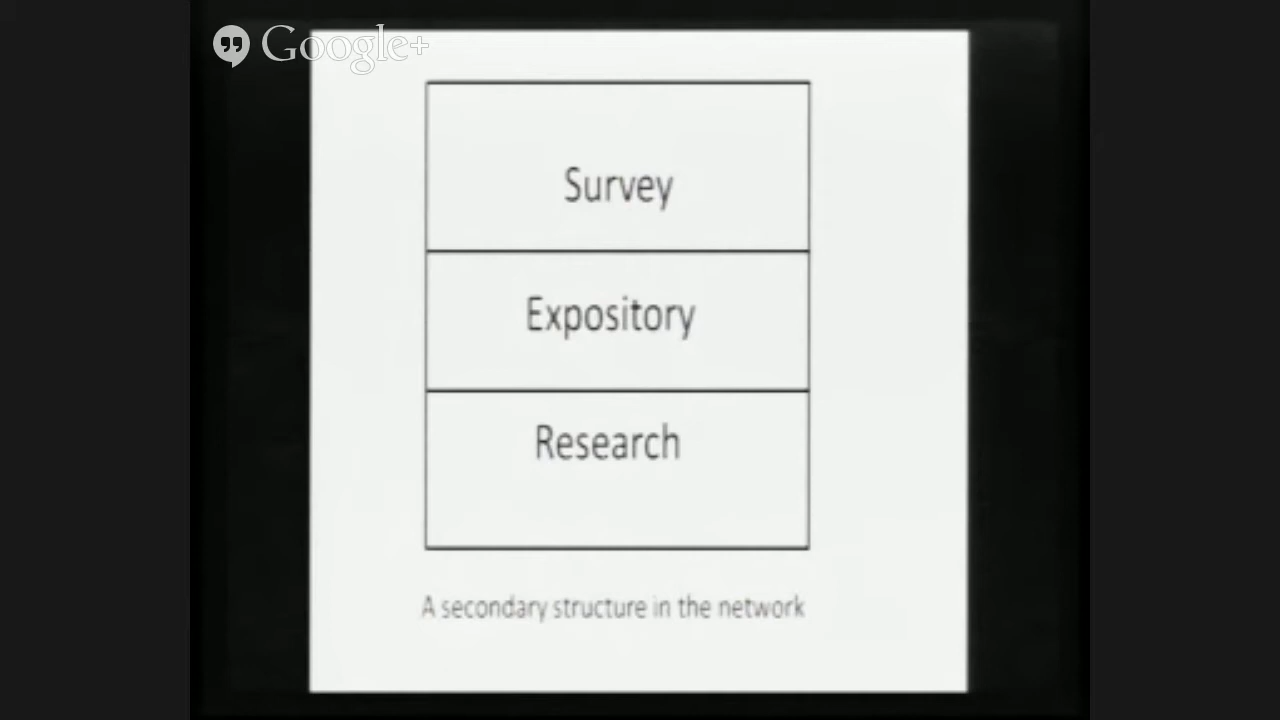 Google+
Survey
Expository
Research
A secondary structure in the network